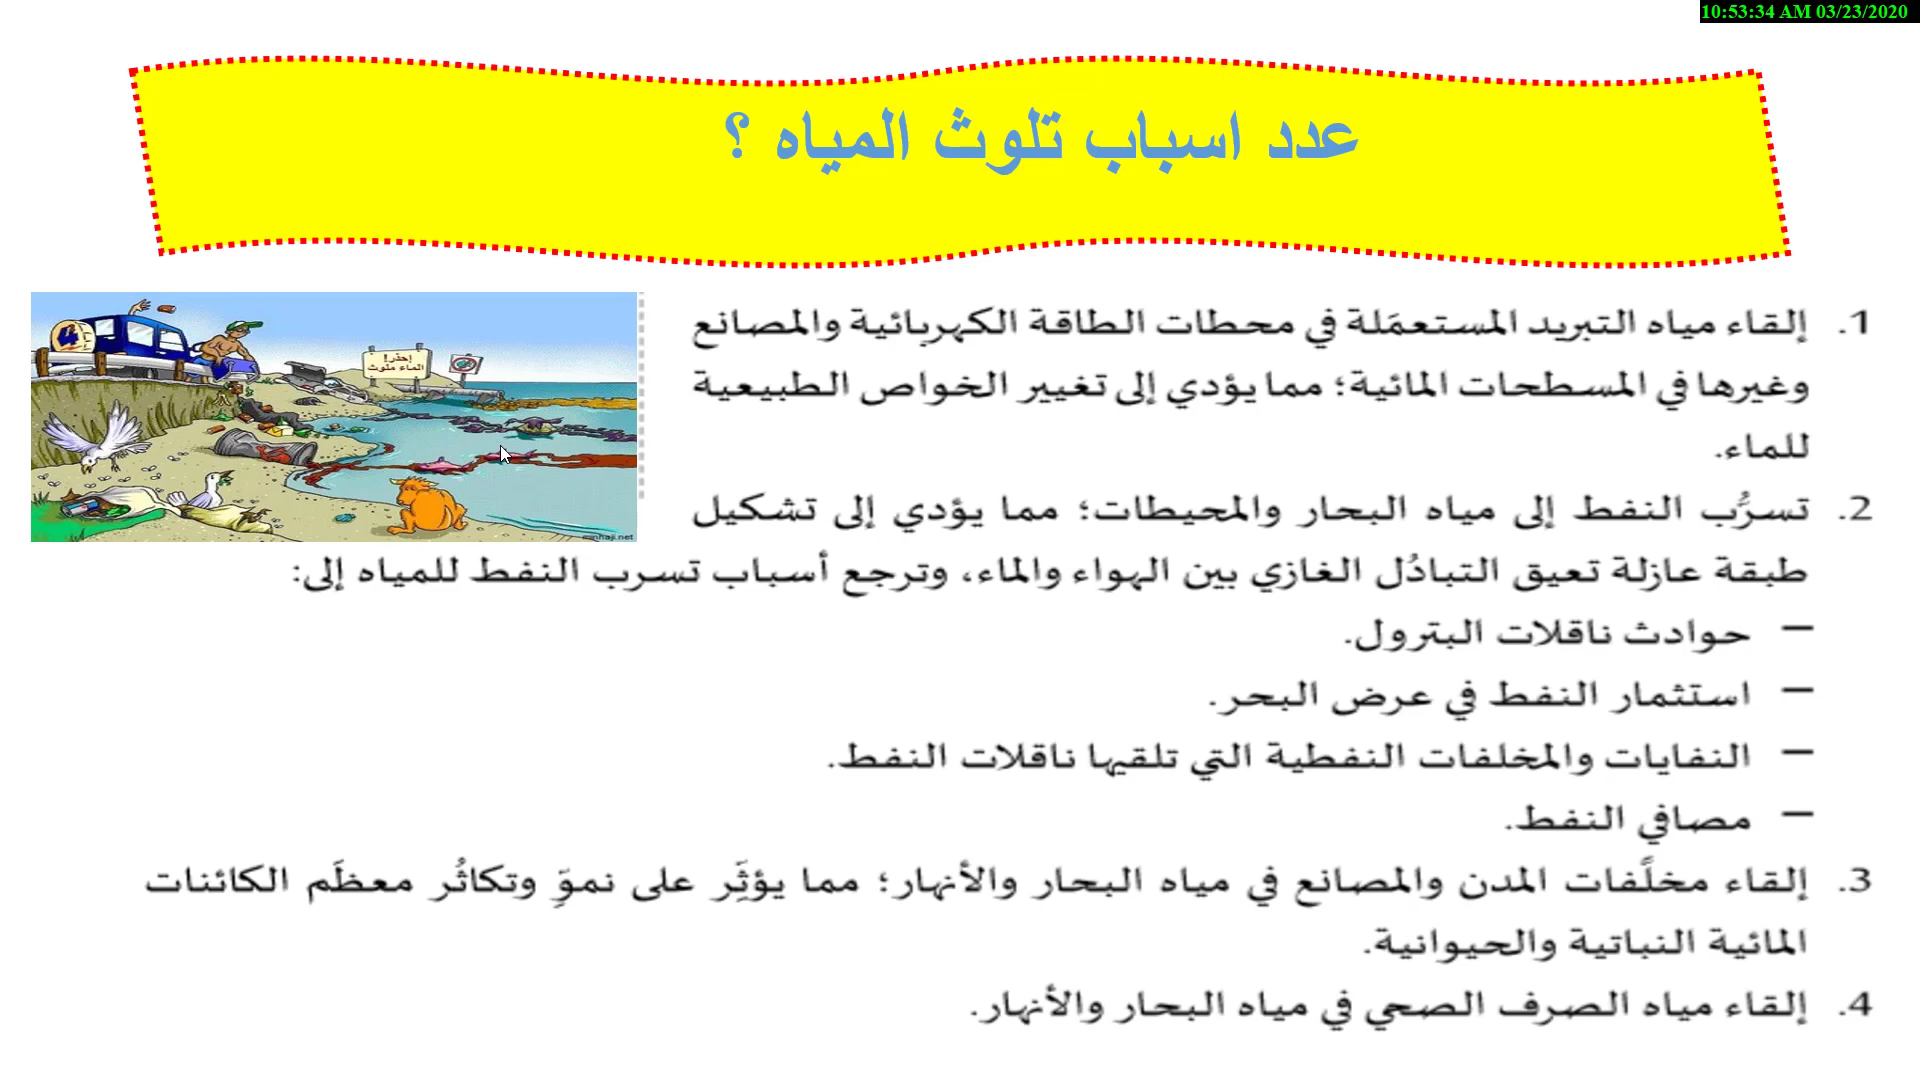 10:53:34 AM 03/23/2020
عدد اسباب تلوث المياه ؟
1. إلقاء مياه التبريد المستعمَلة في محطات الطاقة الكهربائية والمصانع
وغيرها في المسطحات المائية؛ مما يؤدي إلى تغيير الخواص الطبيعية
للماء.
إحذر!
الماء ملوث
4
minhaji.net
2. تسرُّب النفط إلى مياه البحار والمحيطات؛ مما يؤدي إلى تشكيل
طبقة عازلة تعيق التبادُل الغازي بين الهواء والماء، وترجع أسباب تسرب النفط للمياه إلى:
– حوادث ناقلات البترول.
– استثمار النفط في عرض البحر.
– النفايات والمخلفات النفطية التي تلقيها ناقلات النفط.
– مصافي النفط.
3. إلقاء مخلَّفات المدن والمصانع في مياه البحار والأنهار؛ مما يؤثِّر على نموِّ وتكاثُر معظَم الكائنات
المائية النباتية والحيوانية.
4. إلقاء مياه الصرف الصحي في مياه البحار والأنهار.